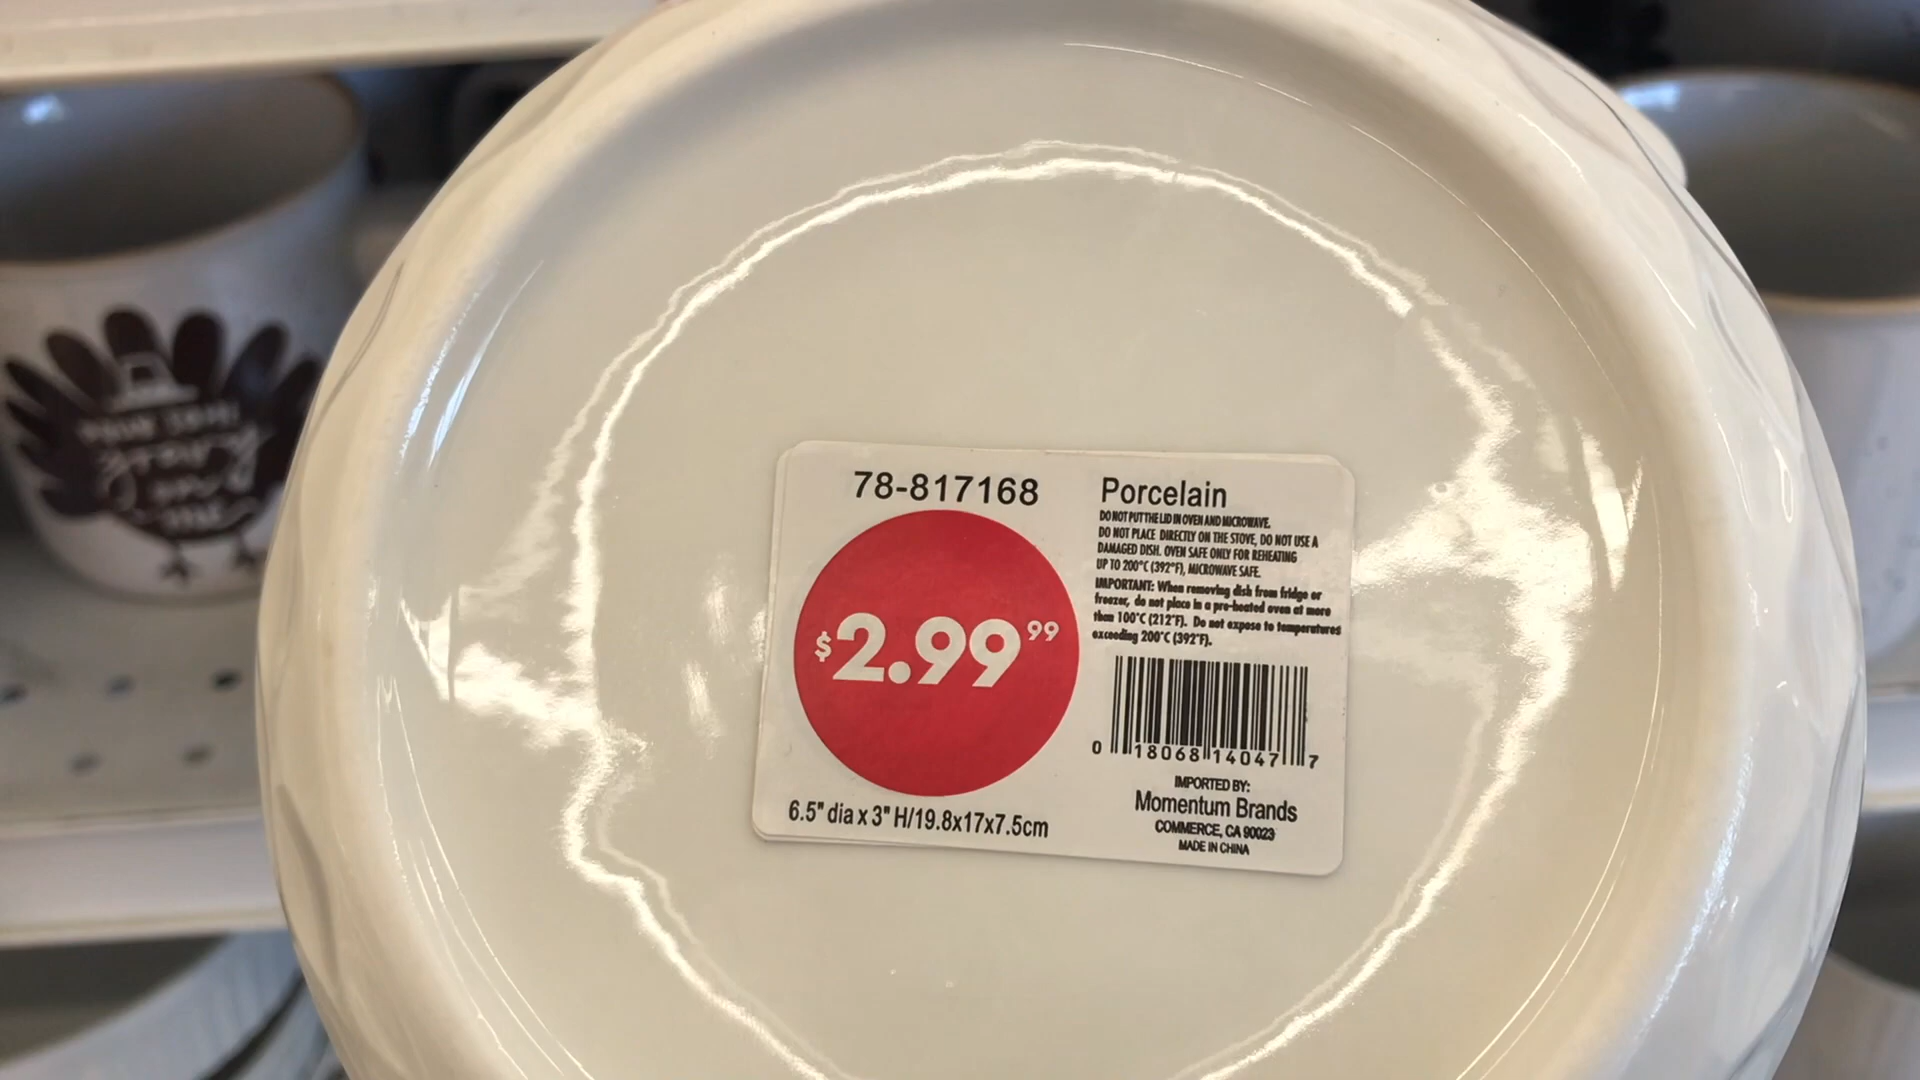 78-817168
$2.99 99
6.5" dia x 3" H/19.8x17x7.5cm
Porcelain
DO NOT PUT THE LID IN OVEN AND MICROWAVE.
DO NOT PLACE DIRECTLY ON THE STOVE, DO NOT USE A
DAMAGED DISH. OVEN SAFE ONLY FOR REHEATING
UP TO 200°C (392°F), MICROWAVE SAFE.
IMPORTANT: When removing dish from fridge or
freezer, do not place in a pre-heated oven at more
than 100°C (212°F). Do not expose to temperatures
exceeding 200°C (392°F).
0 18068 14047 7
IMPORTED BY:
Momentum Brands
COMMERCE, CA 90023
MADE IN CHINA
gravy